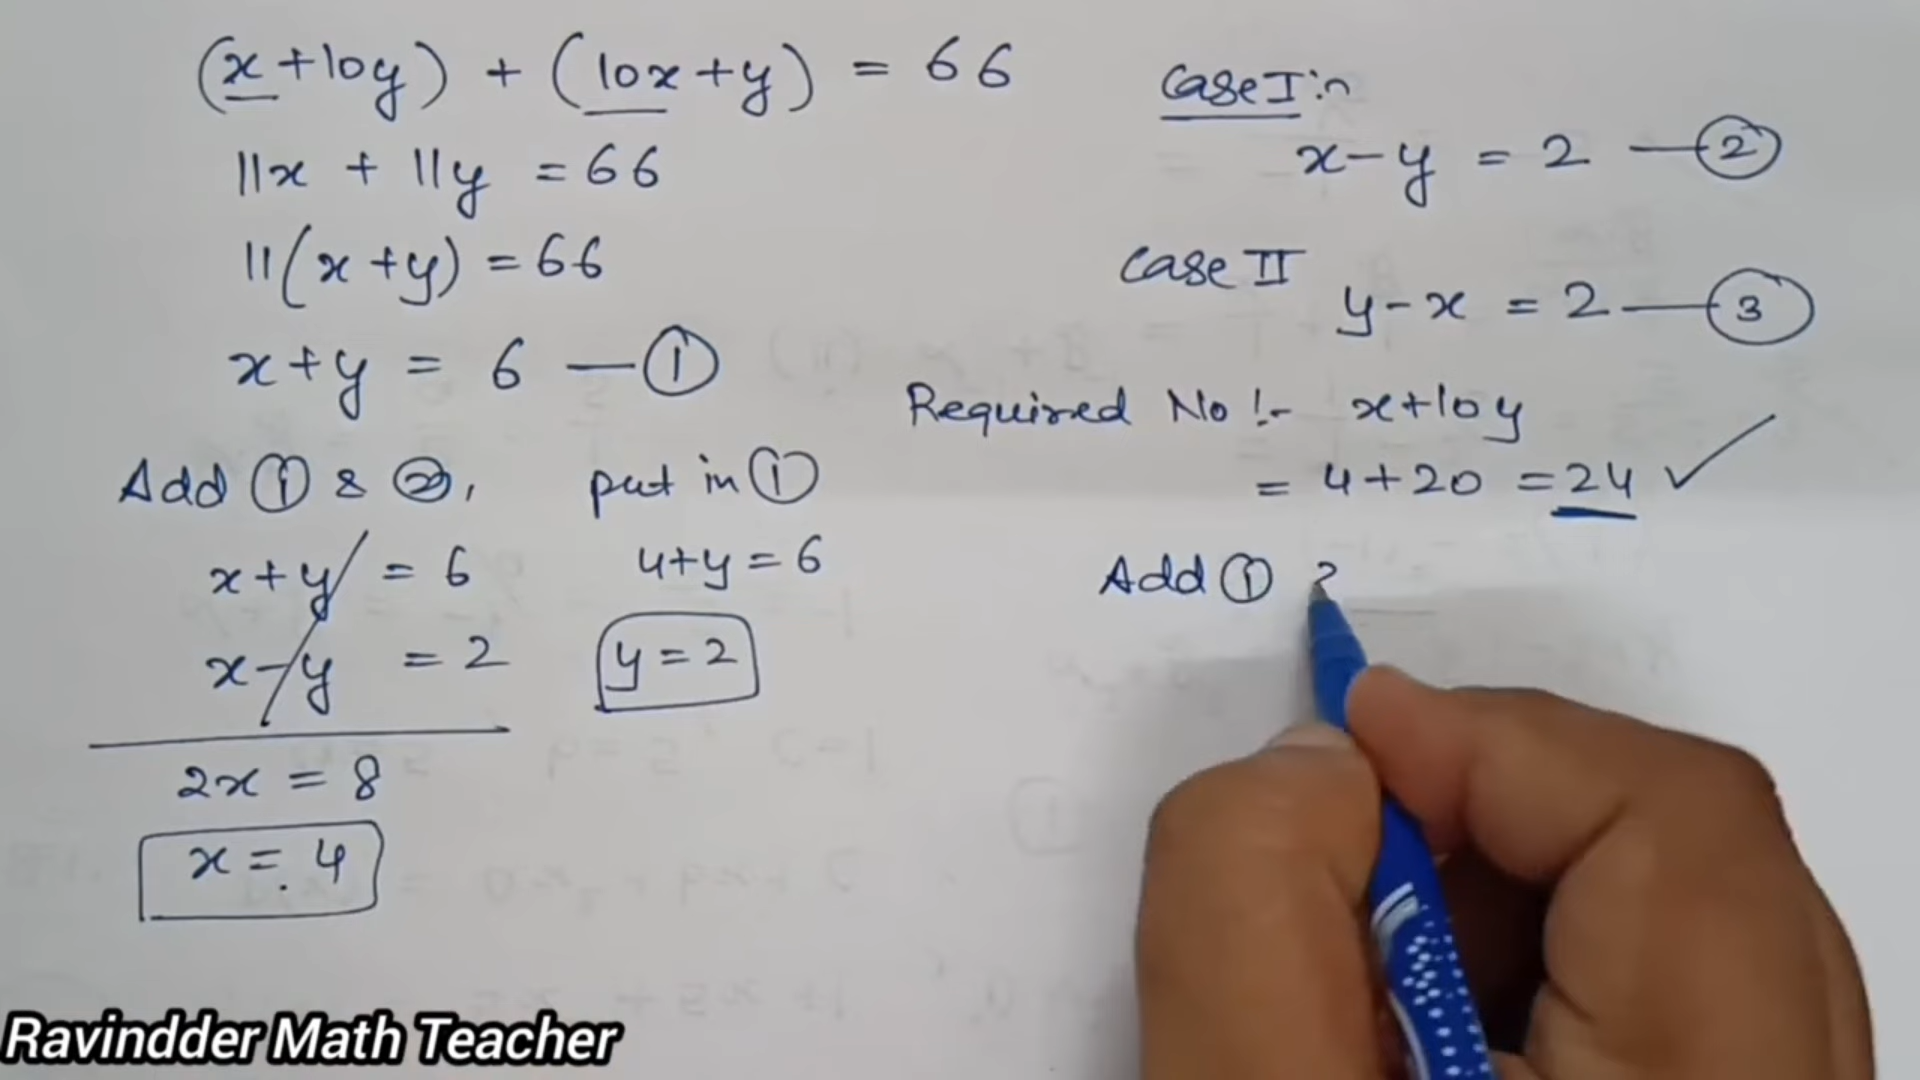 (x+10y) + (10x+y) = 66
11x + 11y = 66
11(x+y) = 66
x+y = 6 — ①
Add ① & ②,
x+y = 6
x-y = 2
2x = 8
x = 4
put in ①
4+y = 6
y = 2
Case I :-
x-y = 2 — ②
Case II
y-x = 2 — ③
Required No :- x+10y
= 4+20 = 24 ✓
Add ①
Ravindder Math Teacher